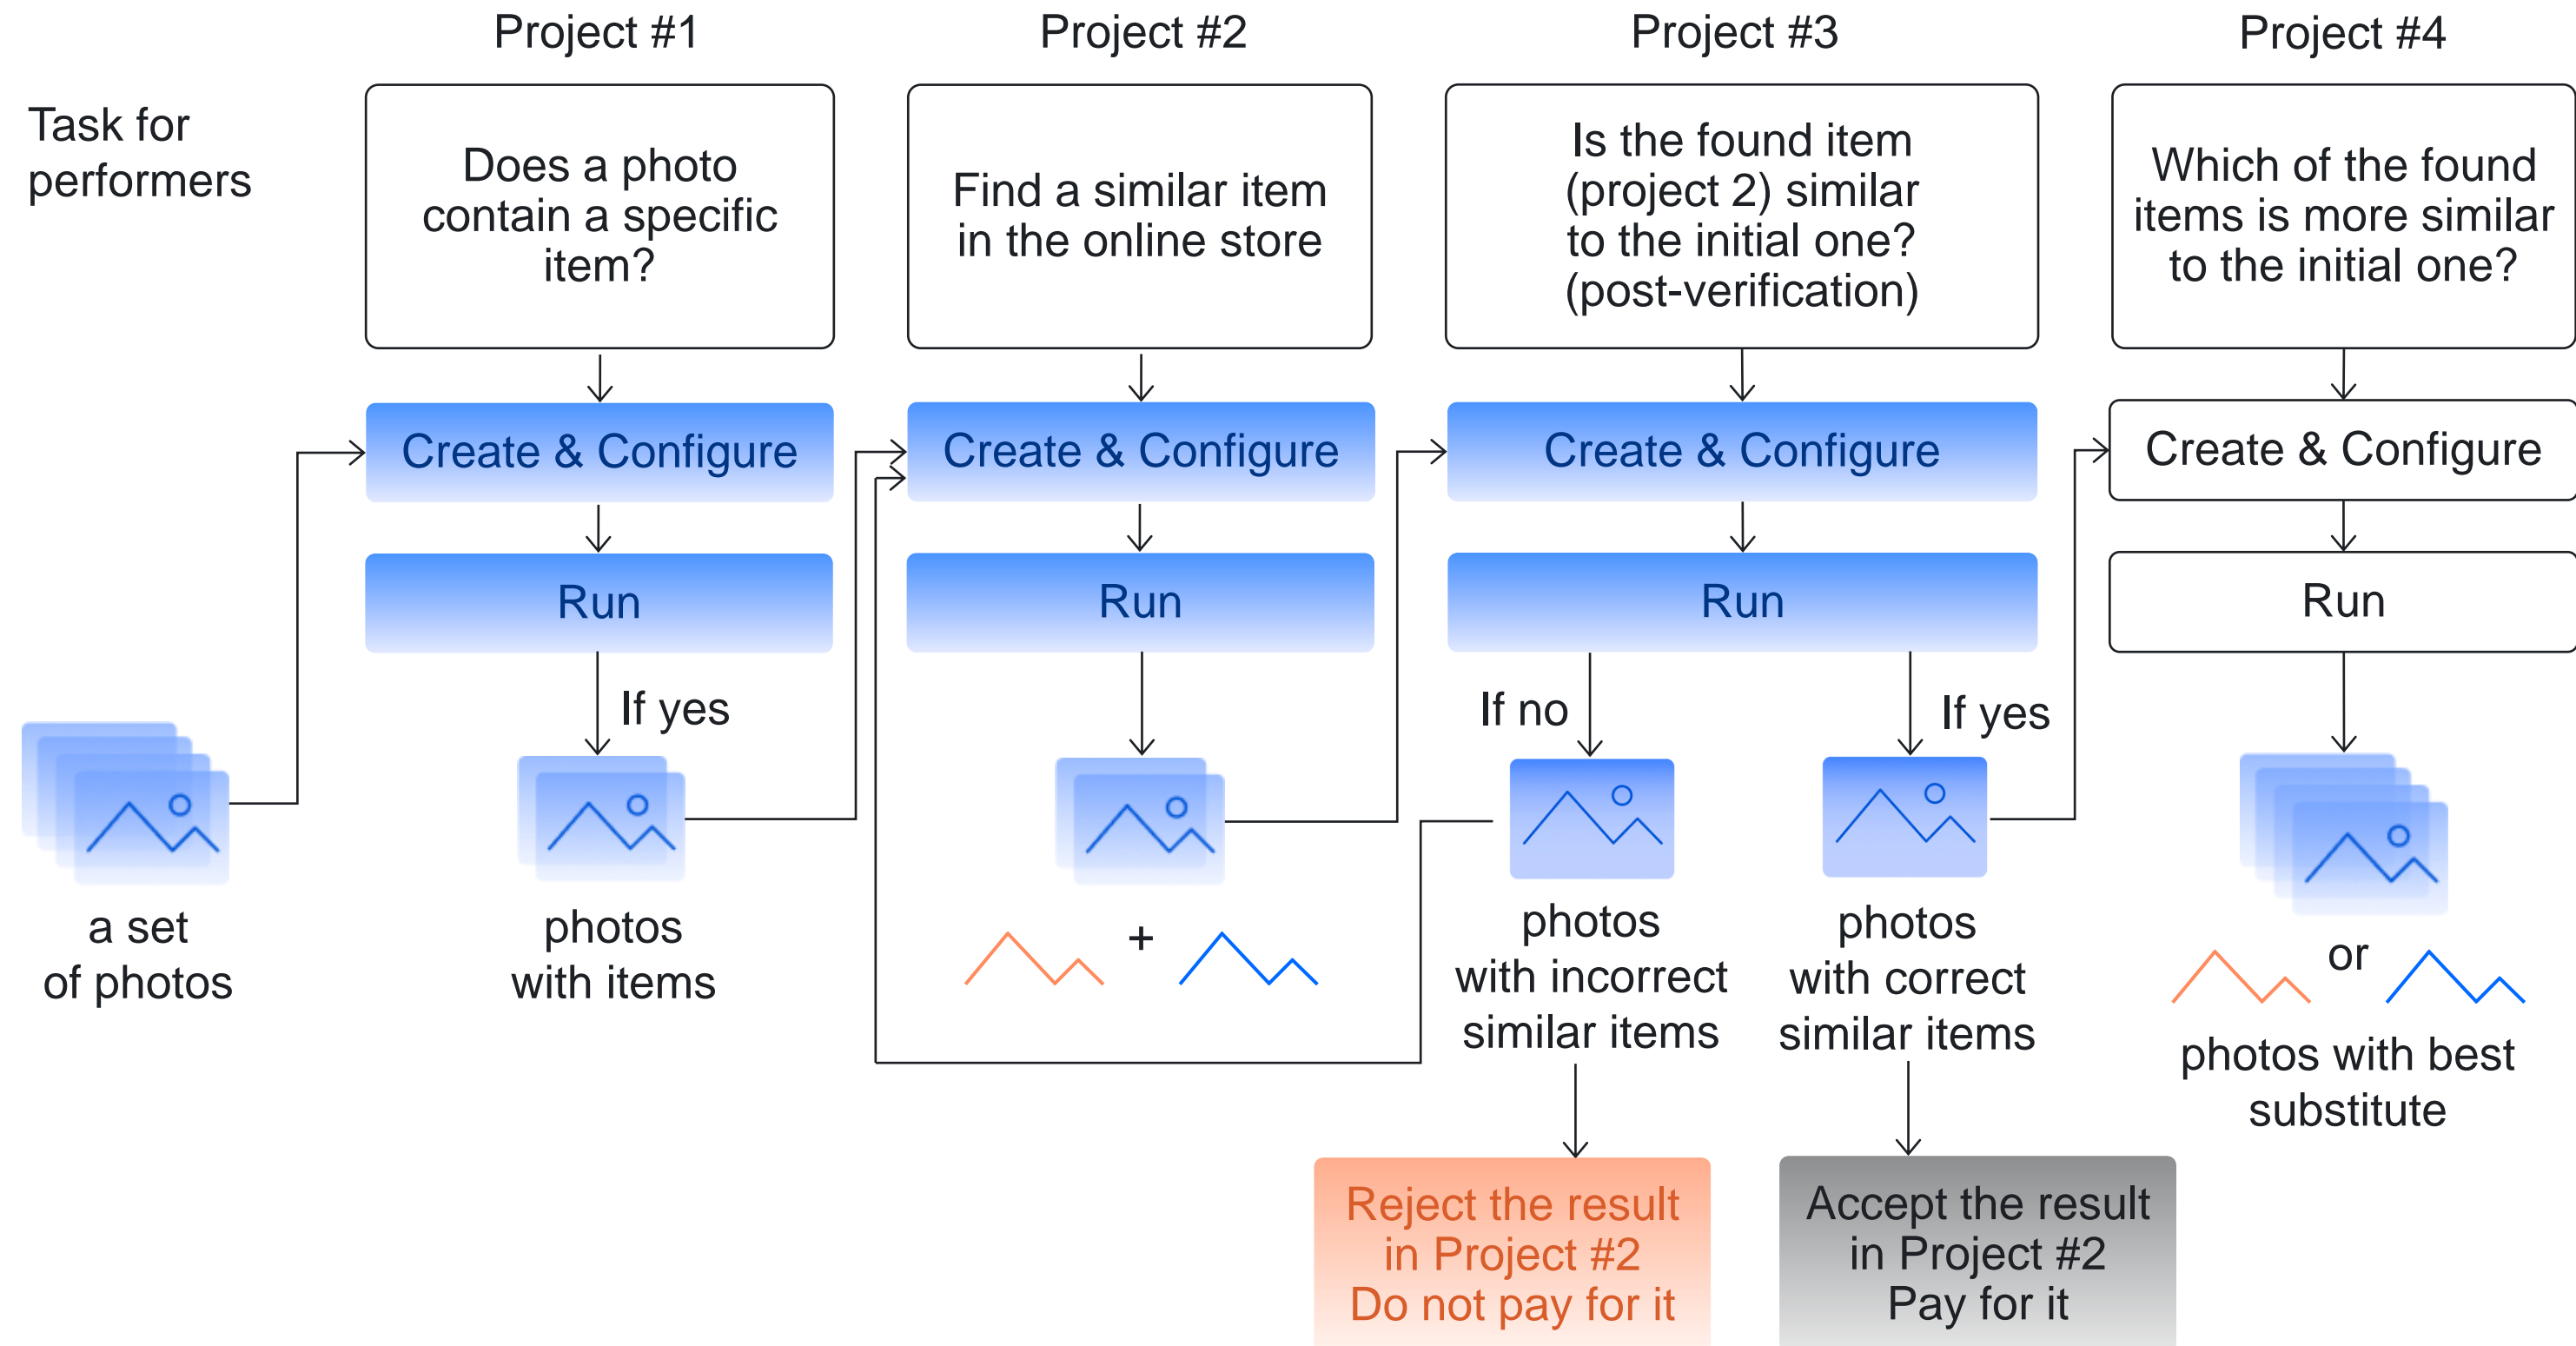 Project #1
Project #2
Project #3
Project #4
Task for
performers
Does a photo
contain a specific
item?
Find a similar item
in the online store
Is the found item
(project 2) similar
to the initial one?
(post-verification)
Which of the found
items is more similar
to the initial one?
Create & Configure
Create & Configure
Create & Configure
Create & Configure
Run
Run
Run
Run
If yes
If no
If yes
a set
of photos
photos
with items
+
photos
with incorrect
similar items
photos
with correct
similar items
or
photos with best
substitute
Reject the result
in Project #2
Do not pay for it
Accept the result
in Project #2
Pay for it